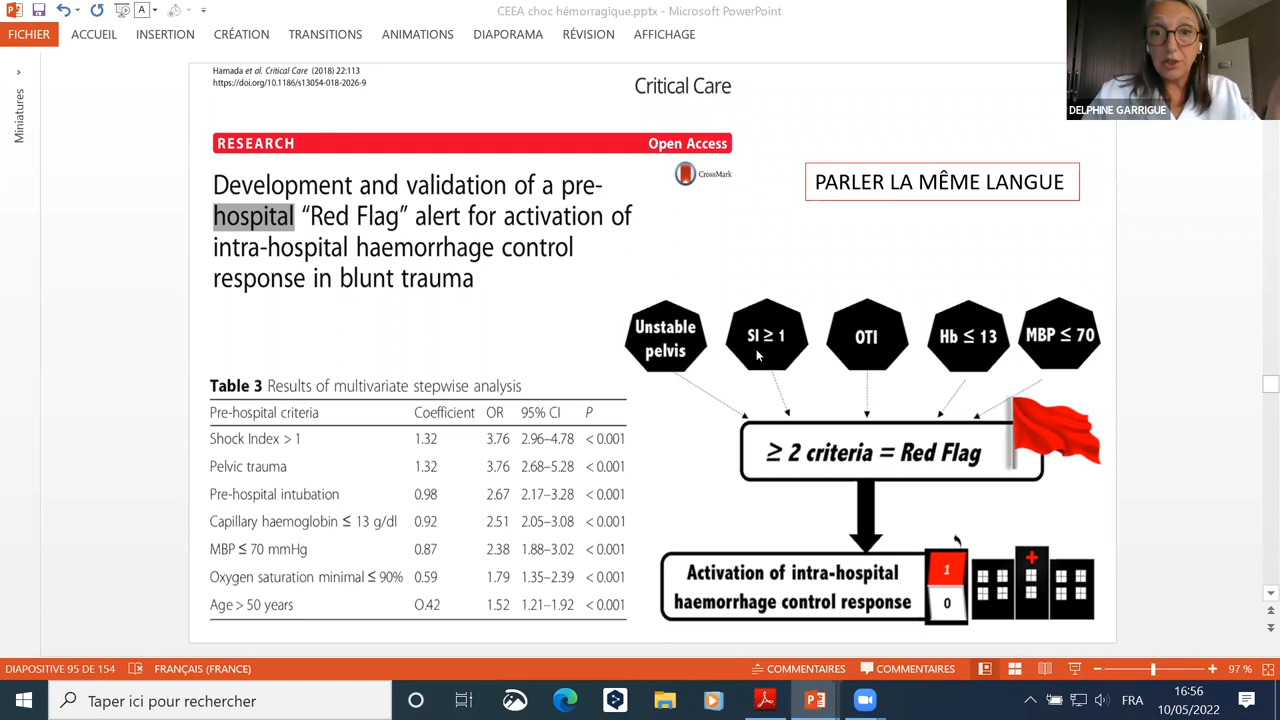 CEEA choc hémorragique.pptx - Microsoft PowerPoint
FICHIER ACCUEIL INSERTION CRÉATION TRANSITIONS ANIMATIONS DIAPORAMA RÉVISION AFFICHAGE
A
Miniatures
DELPHINE GARRIGUE
Hamada et al. Critical Care (2018) 22:113
https://doi.org/10.1186/s13054-018-2026-9
Critical Care
RESEARCH Open Access
CrossMark
Development and validation of a pre-
hospital “Red Flag” alert for activation of
intra-hospital haemorrhage control
response in blunt trauma
PARLER LA MÊME LANGUE
Unstable
pelvis
SI ≥ 1
OTI
Hb ≤ 13
MBP ≤ 70
≥ 2 criteria = Red Flag
Activation of intra-hospital
haemorrhage control response
1
0
Table 3 Results of multivariate stepwise analysis
Pre-hospital criteria Coefficient OR 95% CI P
Shock Index > 1 1.32 3.76 2.96–4.78 < 0.001
Pelvic trauma 1.32 3.76 2.68–5.28 < 0.001
Pre-hospital intubation 0.98 2.67 2.17–3.28 < 0.001
Capillary haemoglobin ≤ 13 g/dl 0.92 2.51 2.05–3.08 < 0.001
MBP ≤ 70 mmHg 0.87 2.38 1.88–3.02 < 0.001
Oxygen saturation minimal ≤ 90% 0.59 1.79 1.35–2.39 < 0.001
Age > 50 years O.42 1.52 1.21–1.92 < 0.001
DIAPOSITIVE 95 DE 154 FRANÇAIS (FRANCE) COMMENTAIRES COMMENTAIRES 97 %
Taper ici pour rechercher
FRA
16:56
10/05/2022